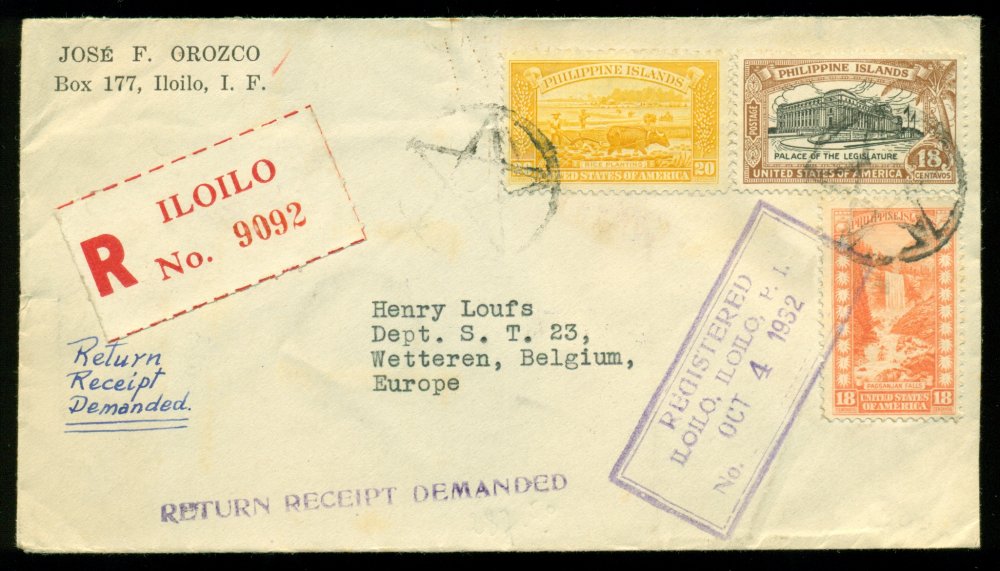 JOSÉ F. OROZCO
Box 177, Iloilo, I. F.
PHILIPPINE ISLANDS
RICE PLANTING
20
UNITED STATES OF AMERICA
PHILIPPINE ISLANDS
POSTAGE
PALACE OF THE LEGISLATURE
18
CENTAVOS
UNITED STATES OF AMERICA
ILOILO
R No. 9092
PHILIPPINE ISLANDS
PAGSANJAN FALLS
18 UNITED STATES OF AMERICA 18
REGISTERED
ILOILO, ILOILO, P. I.
OCT 4 1932
No.
Henry Loufs
Dept. S. T. 23,
Wetteren, Belgium,
Europe
Return
Receipt
Demanded.
RETURN RECEIPT DEMANDED